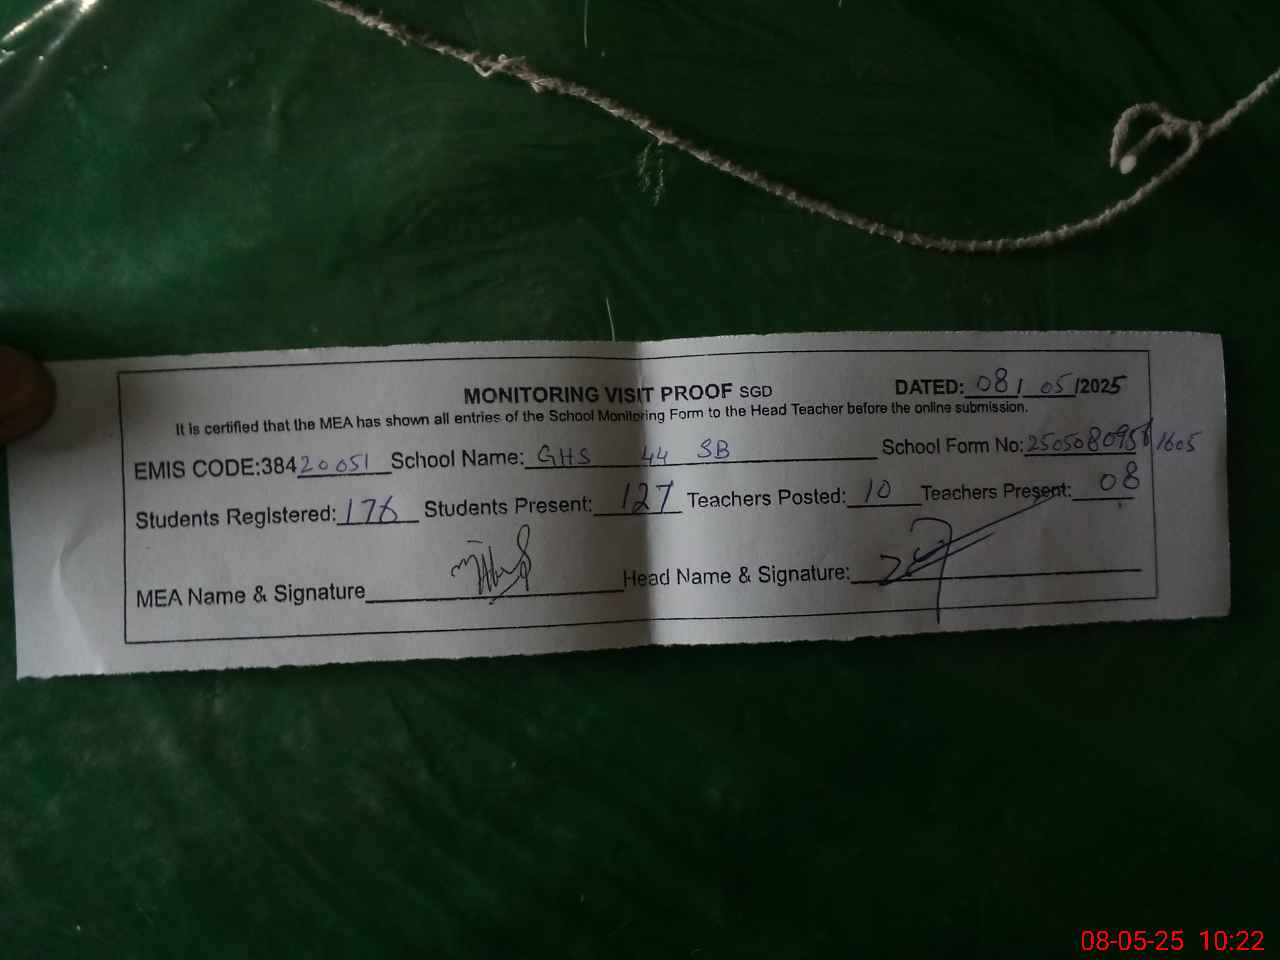 MONITORING VISIT PROOF SGD DATED: 08/ 05 /2025
It is certified that the MEA has shown all entries of the School Monitoring Form to the Head Teacher before the online submission.
EMIS CODE:38420051 School Name: GHS 44 SB School Form No:
Students Registered: 176 Students Present: 127 Teachers Posted: 10 Teachers Present: 08
MEA Name & Signature Head Name & Signature:
08-05-25 10:22